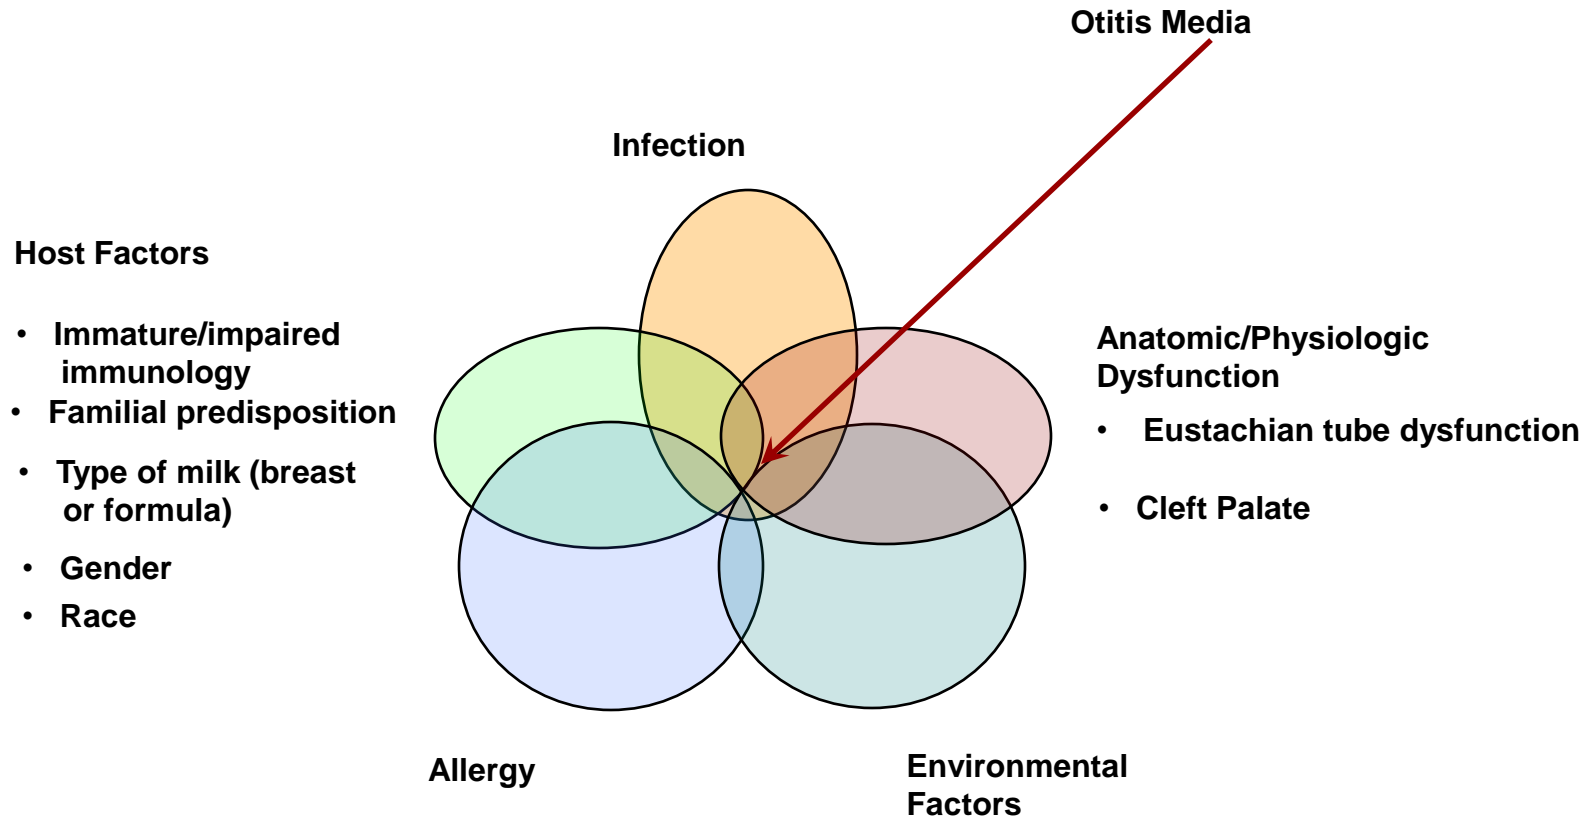 Otitis Media
Infection
Host Factors
• Immature/impaired
immunology
• Familial predisposition
• Type of milk (breast
or formula)
• Gender
• Race
Anatomic/Physiologic
Dysfunction
• Eustachian tube dysfunction
• Cleft Palate
Allergy
Environmental
Factors